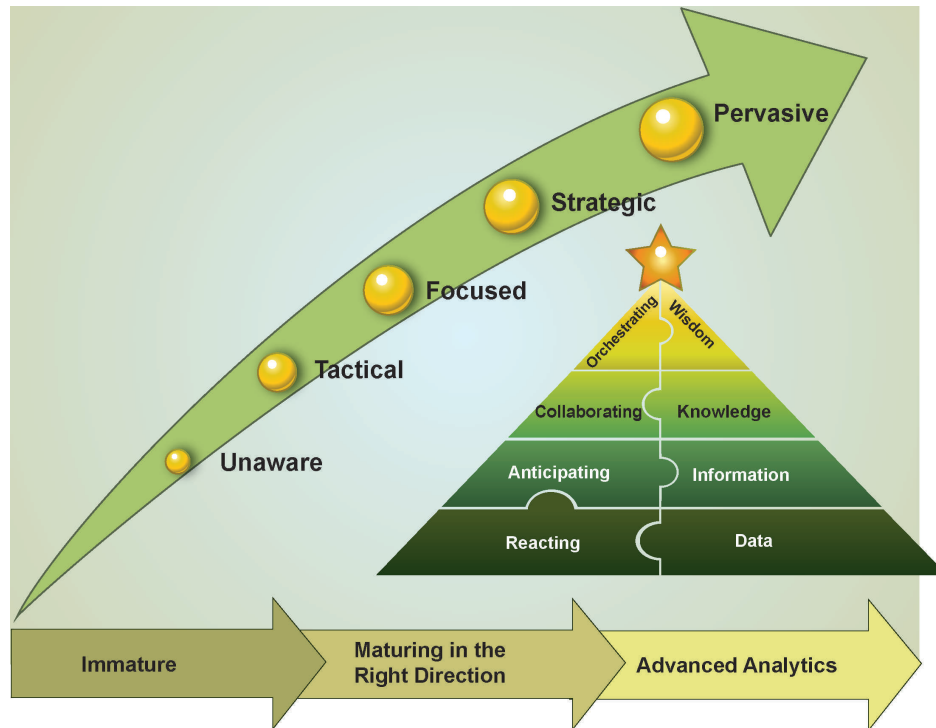 Pervasive
Strategic
Focused
Tactical
Unaware
Orchestrating
Wisdom
Collaborating
Knowledge
Anticipating
Information
Reacting
Data
Immature
Maturing in the
Right Direction
Advanced Analytics